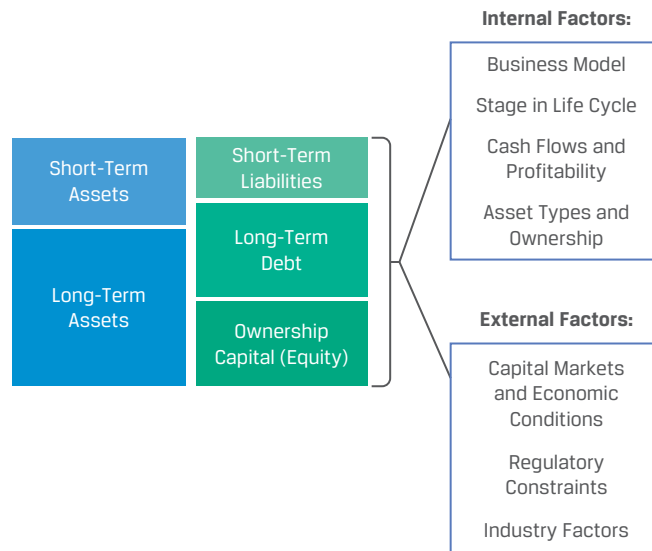 Short-Term
Assets
Long-Term
Assets
Short-Term
Liabilities
Long-Term
Debt
Ownership
Capital (Equity)
Internal Factors:
Business Model
Stage in Life Cycle
Cash Flows and
Profitability
Asset Types and
Ownership
External Factors:
Capital Markets
and Economic
Conditions
Regulatory
Constraints
Industry Factors